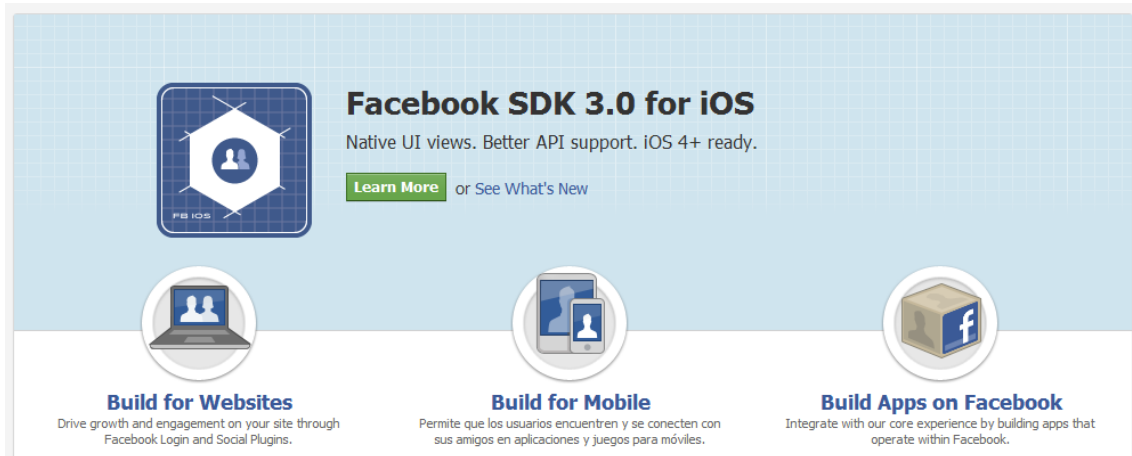 Facebook SDK 3.0 for iOS
Native UI views. Better API support. iOS 4+ ready.
Learn More or See What's New
FB IOS
f
Build for Websites
Drive growth and engagement on your site through
Facebook Login and Social Plugins.
Build for Mobile
Permite que los usuarios encuentren y se conecten con
sus amigos en aplicaciones y juegos para móviles.
Build Apps on Facebook
Integrate with our core experience by building apps that
operate within Facebook.